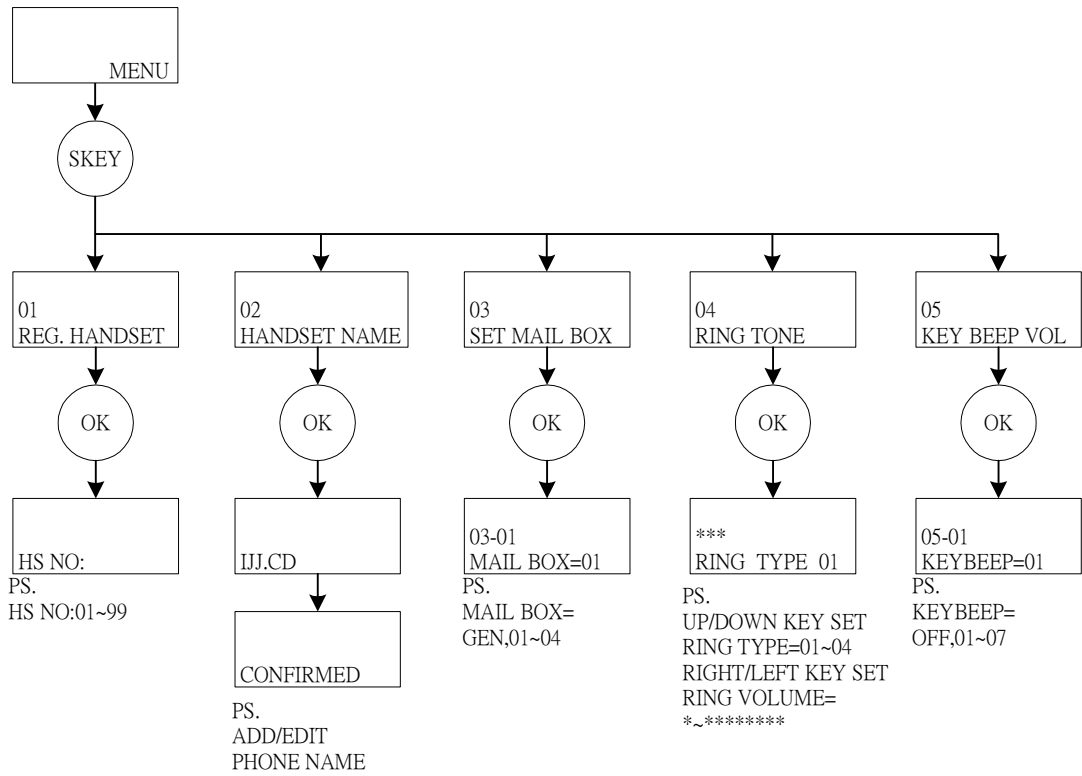 MENU
SKEY
01
REG. HANDSET
OK
HS NO:
PS.
HS NO:01~99
02
HANDSET NAME
OK
IJJ.CD
CONFIRMED
PS.
ADD/EDIT
PHONE NAME
03
SET MAIL BOX
OK
03-01
MAIL BOX=01
PS.
MAIL BOX=
GEN,01~04
04
RING TONE
OK
***
RING TYPE 01
PS.
UP/DOWN KEY SET
RING TYPE=01~04
RIGHT/LEFT KEY SET
RING VOLUME=
*~********
05
KEY BEEP VOL
OK
05-01
KEYBEEP=01
PS.
KEYBEEP=
OFF,01~07